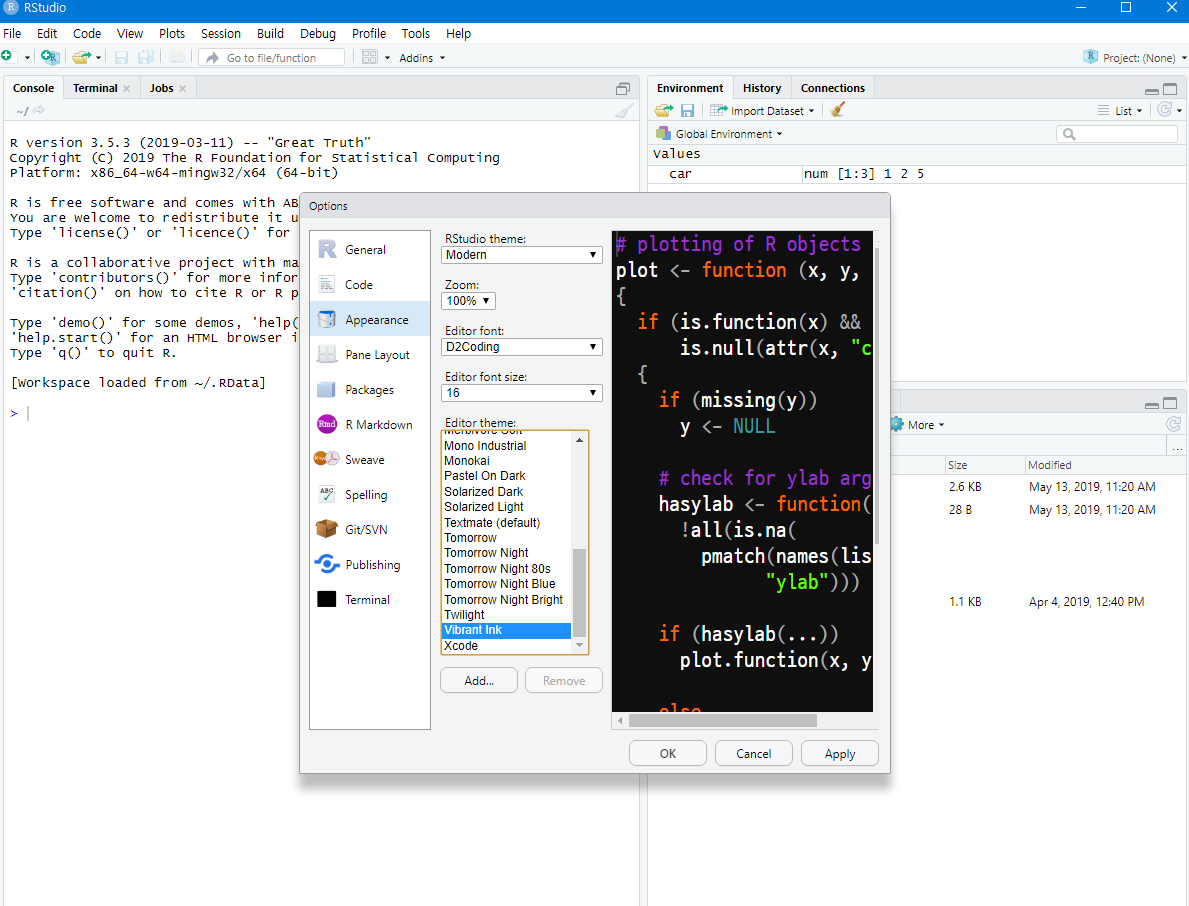 RStudio
File Edit Code View Plots Session Build Debug Profile Tools Help
Go to file/function Addins Project: (None)
Console Terminal Jobs
~/
R version 3.5.3 (2019-03-11) -- "Great Truth"
Copyright (C) 2019 The R Foundation for Statistical Computing
Platform: x86_64-w64-mingw32/x64 (64-bit)
R is free software and comes with AB
You are welcome to redistribute it u
Type 'license()' or 'licence()' for
R is a collaborative project with ma
Type 'contributors()' for more infor
'citation()' on how to cite R or R p
Type 'demo()' for some demos, 'help(
'help.start()' for an HTML browser i
Type 'q()' to quit R.
[Workspace loaded from ~/.RData]
>
Environment History Connections
Import Dataset List
Global Environment
Values
car num [1:3] 1 2 5
Options
General
Code
Appearance
Pane Layout
Packages
Rmd R Markdown
Sweave
ABC Spelling
Git/SVN
Publishing
Terminal
RStudio theme:
Modern
Zoom:
100%
Editor font:
D2Coding
Editor font size:
16
Editor theme:
Mono Industrial
Monokai
Pastel On Dark
Solarized Dark
Solarized Light
Textmate (default)
Tomorrow
Tomorrow Night
Tomorrow Night 80s
Tomorrow Night Blue
Tomorrow Night Bright
Twilight
Vibrant Ink
Xcode
Add... Remove
# plotting of R objects
plot <- function (x, y,
{
if (is.function(x) &&
is.null(attr(x, "c
{
if (missing(y))
y <- NULL
# check for ylab arg
hasylab <- function(
!all(is.na(
pmatch(names(lis
"ylab")))
if (hasylab(...))
plot.function(x, y
else
OK Cancel Apply
More
...
Size Modified
2.6 KB May 13, 2019, 11:20 AM
28 B May 13, 2019, 11:20 AM
1.1 KB Apr 4, 2019, 12:40 PM